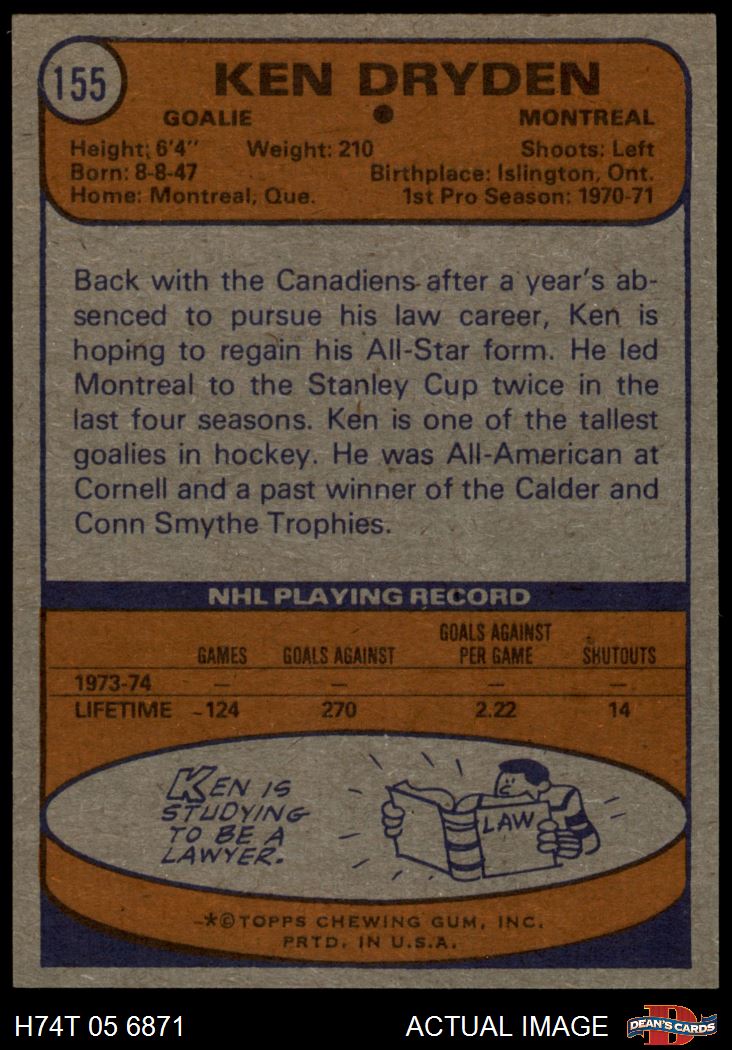 155
KEN DRYDEN
GOALIE MONTREAL
Height: 6'4" Weight: 210 Shoots: Left
Born: 8-8-47 Birthplace: Islington, Ont.
Home: Montreal, Que. 1st Pro Season: 1970-71
Back with the Canadiens after a year's ab-
senced to pursue his law career, Ken is
hoping to regain his All-Star form. He led
Montreal to the Stanley Cup twice in the
last four seasons. Ken is one of the tallest
goalies in hockey. He was All-American at
Cornell and a past winner of the Calder and
Conn Smythe Trophies.
NHL PLAYING RECORD
GAMES GOALS AGAINST GOALS AGAINST PER GAME SHUTOUTS
1973-74 — — — —
LIFETIME 124 270 2.22 14
KEN IS
STUDYING
TO BE A
LAWYER.
LAW
*©TOPPS CHEWING GUM, INC.
PRTD. IN U.S.A.
H74T 05 6871 ACTUAL IMAGE DEAN'S CARDS